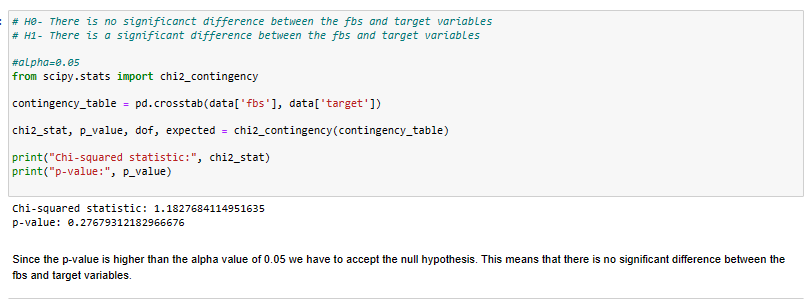 # H0- There is no significanct difference between the fbs and target variables
# H1- There is a significant difference between the fbs and target variables
#alpha=0.05
from scipy.stats import chi2_contingency
contingency_table = pd.crosstab(data['fbs'], data['target'])
chi2_stat, p_value, dof, expected = chi2_contingency(contingency_table)
print("Chi-squared statistic:", chi2_stat)
print("p-value:", p_value)
Chi-squared statistic: 1.1827684114951635
p-value: 0.27679312182966676
Since the p-value is higher than the alpha value of 0.05 we have to accept the null hypothesis. This means that there is no significant difference between the
fbs and target variables.